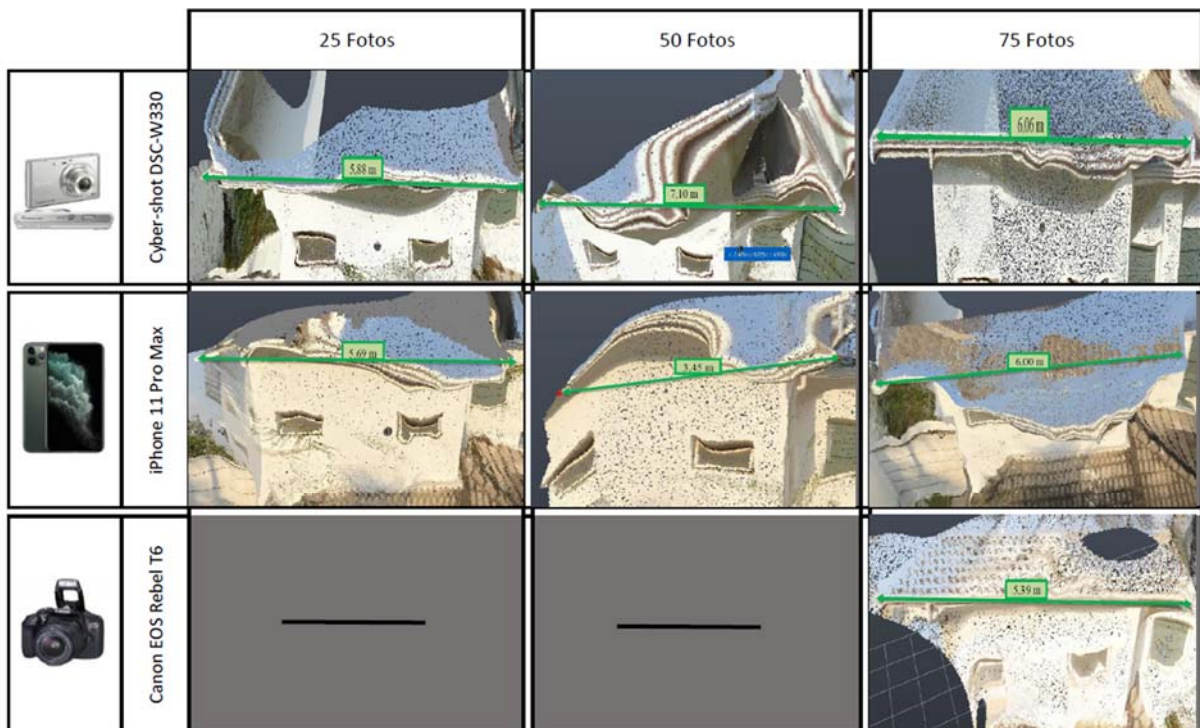 25 Fotos
50 Fotos
75 Fotos
Cyber-shot DSC-W330
5,88 m
7,10 m
6,06 m
iPhone 11 Pro Max
5,69 m
3,45 m
6,00 m
Canon EOS Rebel T6
5,39 m